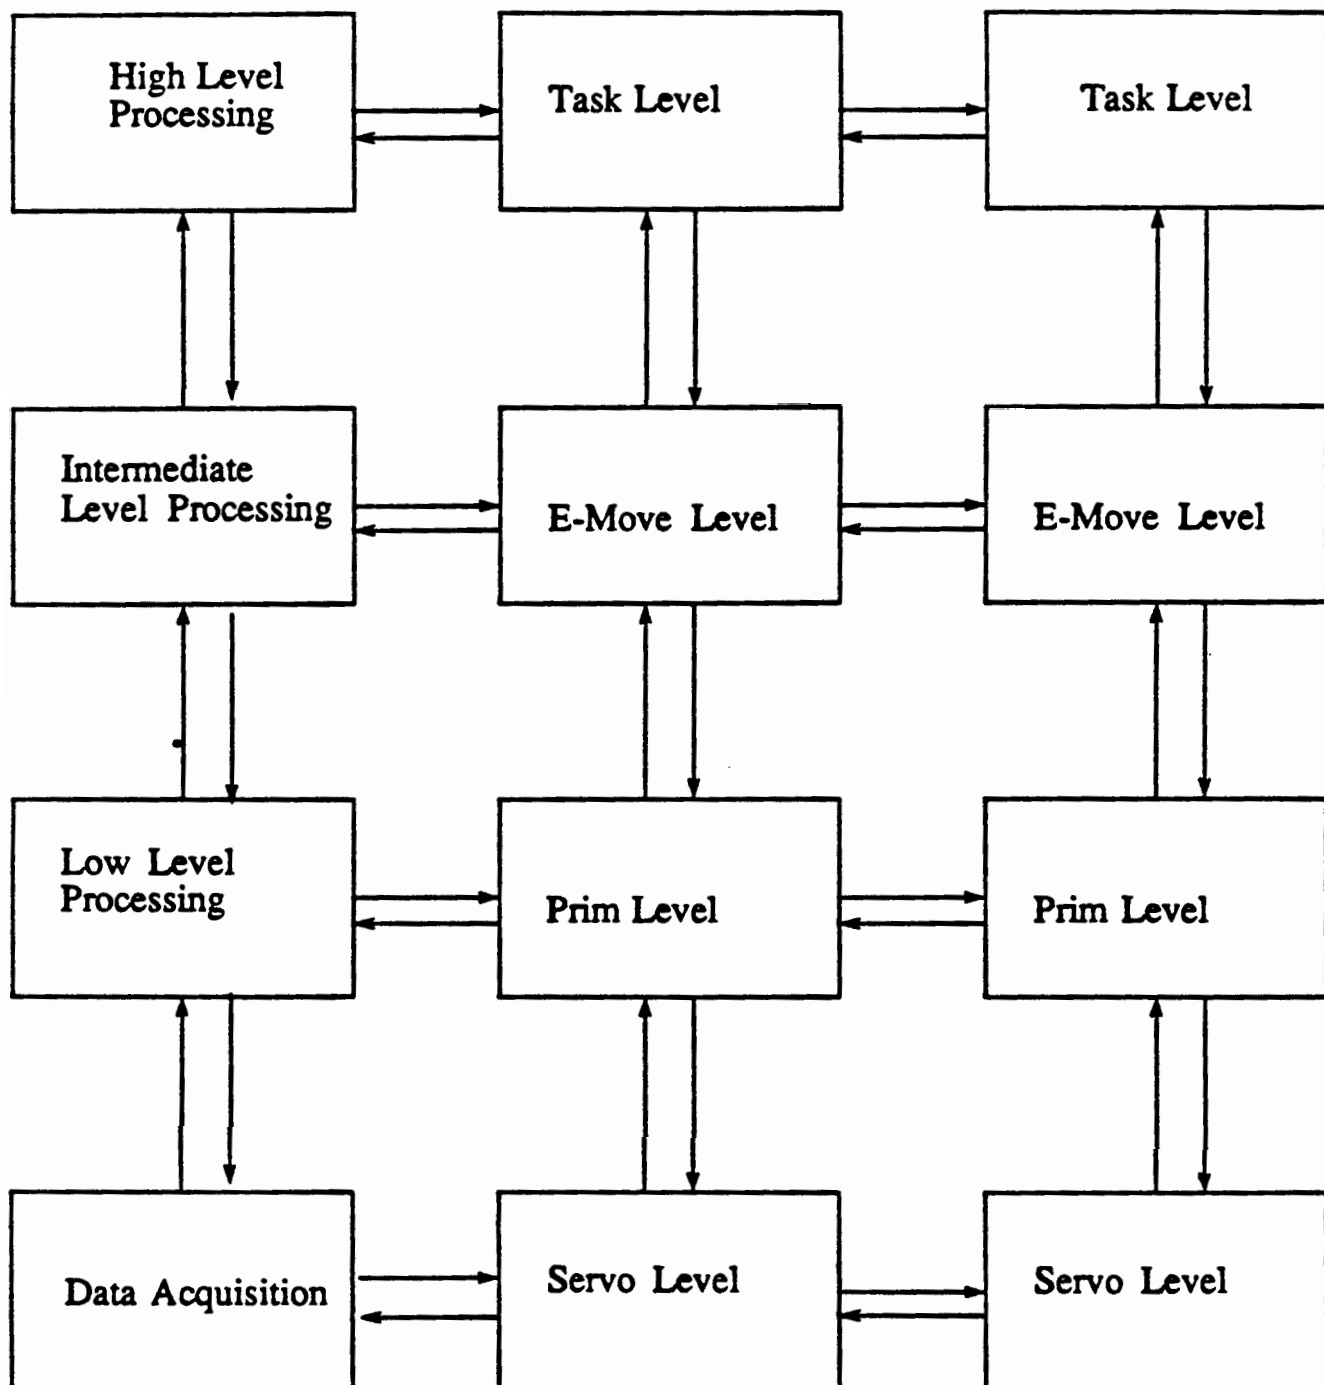 High Level
Processing
Task Level
Task Level
Intermediate
Level Processing
E-Move Level
E-Move Level
Low Level
Processing
Prim Level
Prim Level
Data Acquisition
Servo Level
Servo Level